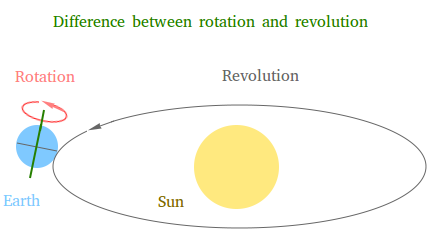 Difference between rotation and revolution
Rotation
Revolution
Earth
Sun